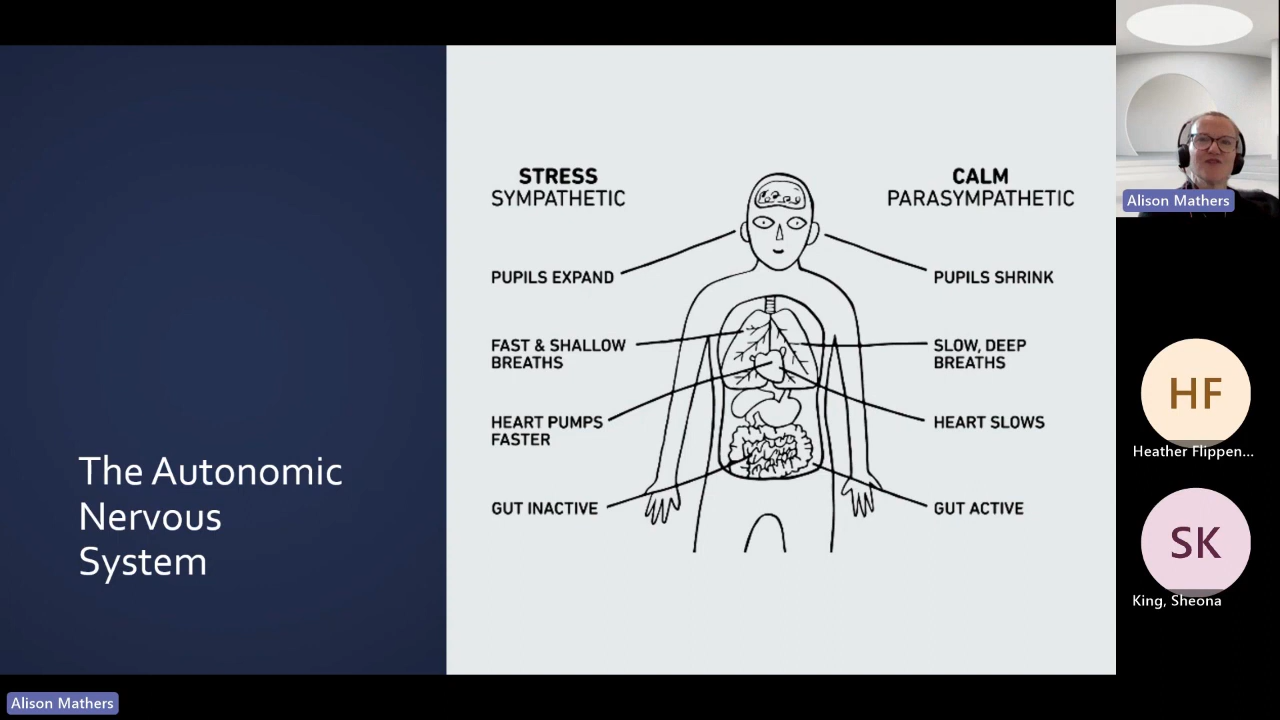 The Autonomic
Nervous
System
STRESS
SYMPATHETIC
CALM
PARASYMPATHETIC
PUPILS EXPAND
PUPILS SHRINK
FAST & SHALLOW
BREATHS
SLOW, DEEP
BREATHS
HEART PUMPS
FASTER
HEART SLOWS
GUT INACTIVE
GUT ACTIVE
Alison Mathers
HF
Heather Flippen...
SK
King, Sheona
Alison Mathers